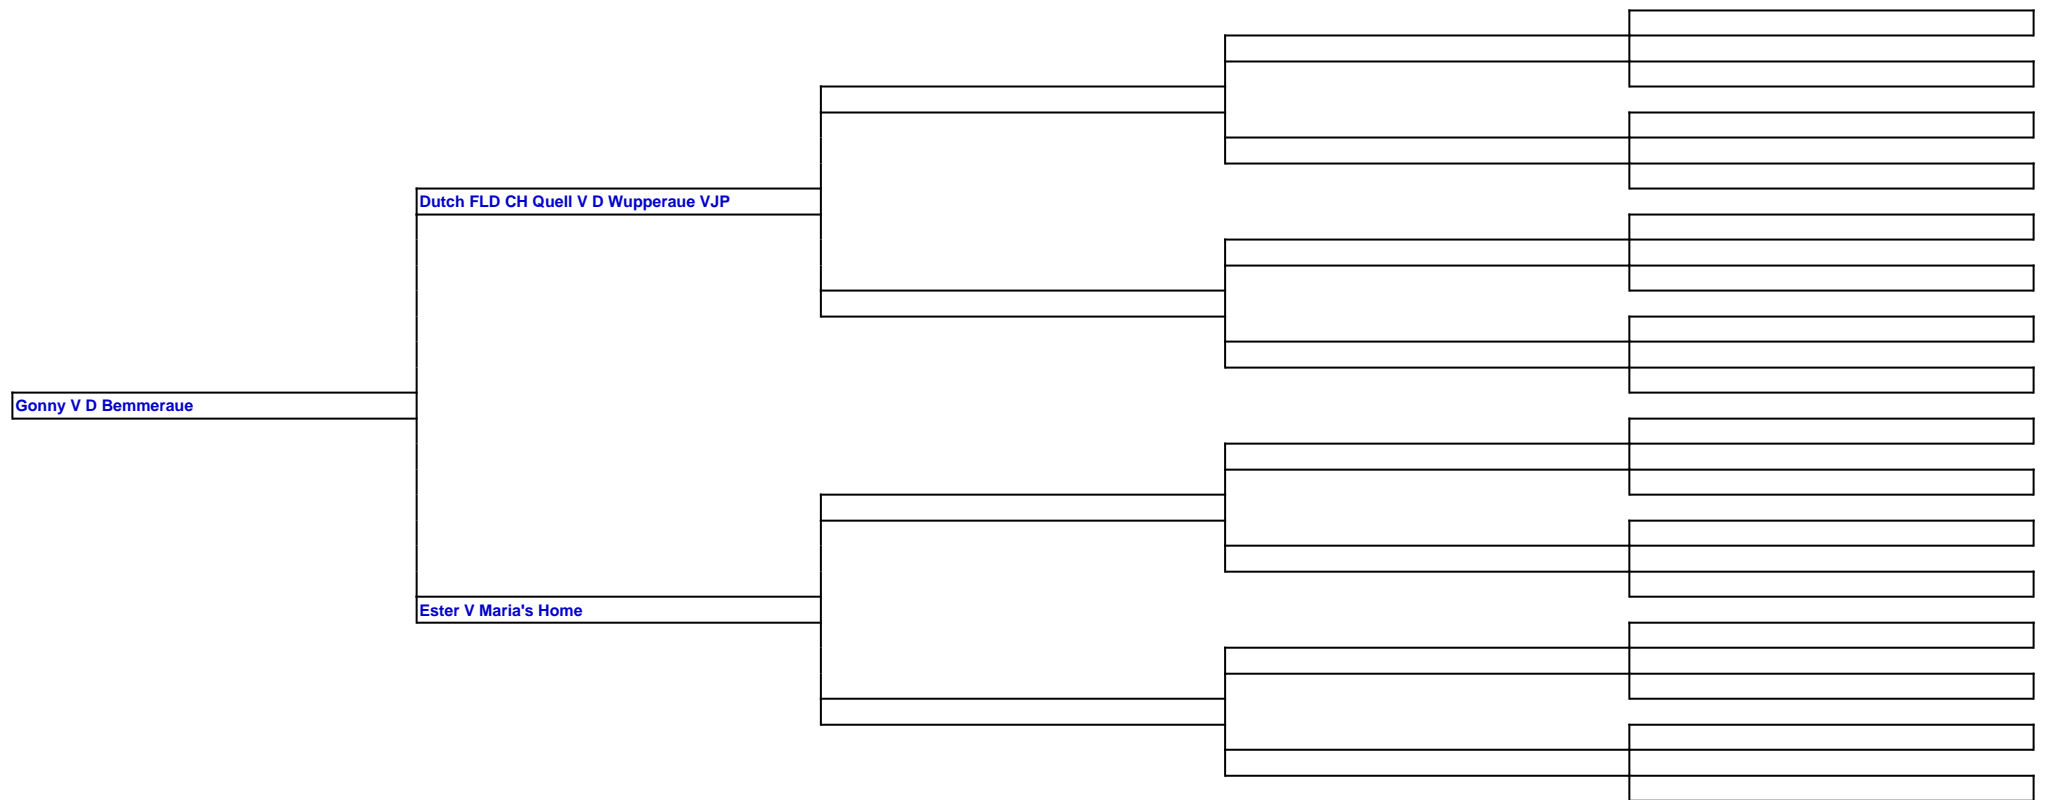 Dutch FLD CH Quell V D Wupperaue VJP
Gonny V D Bemmeraue
Ester V Maria's Home